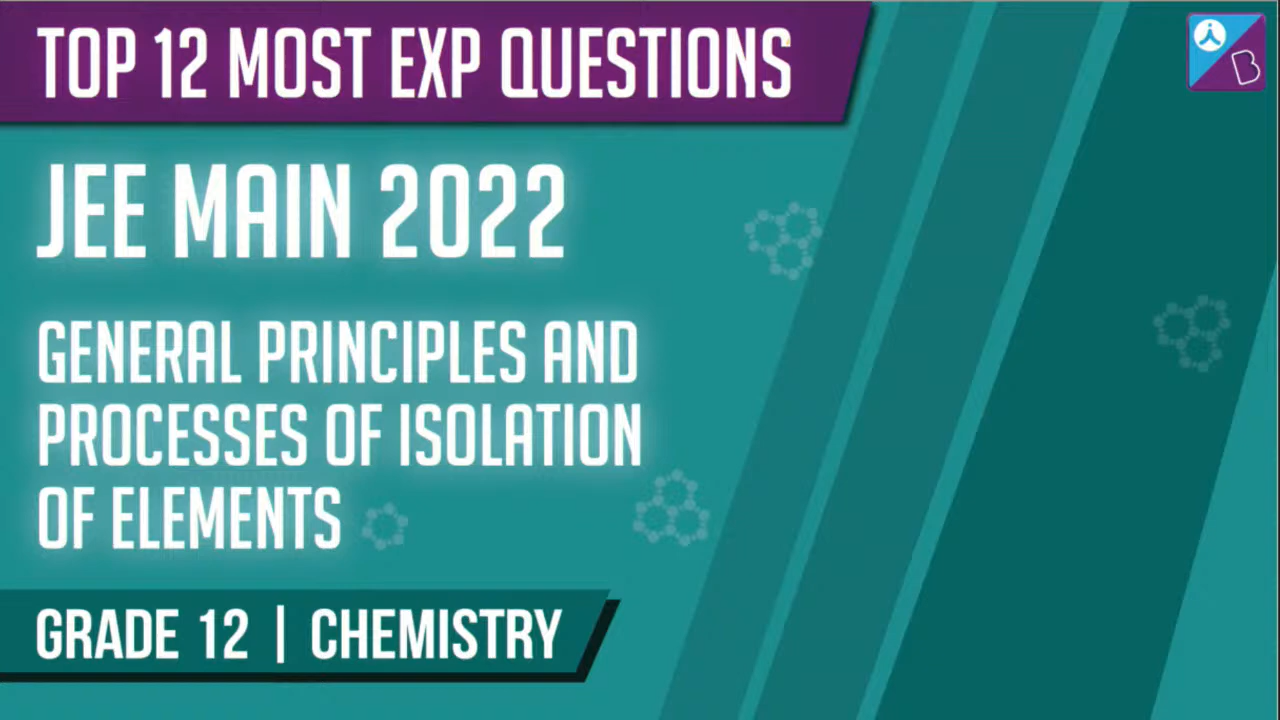 TOP 12 MOST EXP QUESTIONS
JEE MAIN 2022
GENERAL PRINCIPLES AND
PROCESSES OF ISOLATION
OF ELEMENTS
GRADE 12 | CHEMISTRY
B